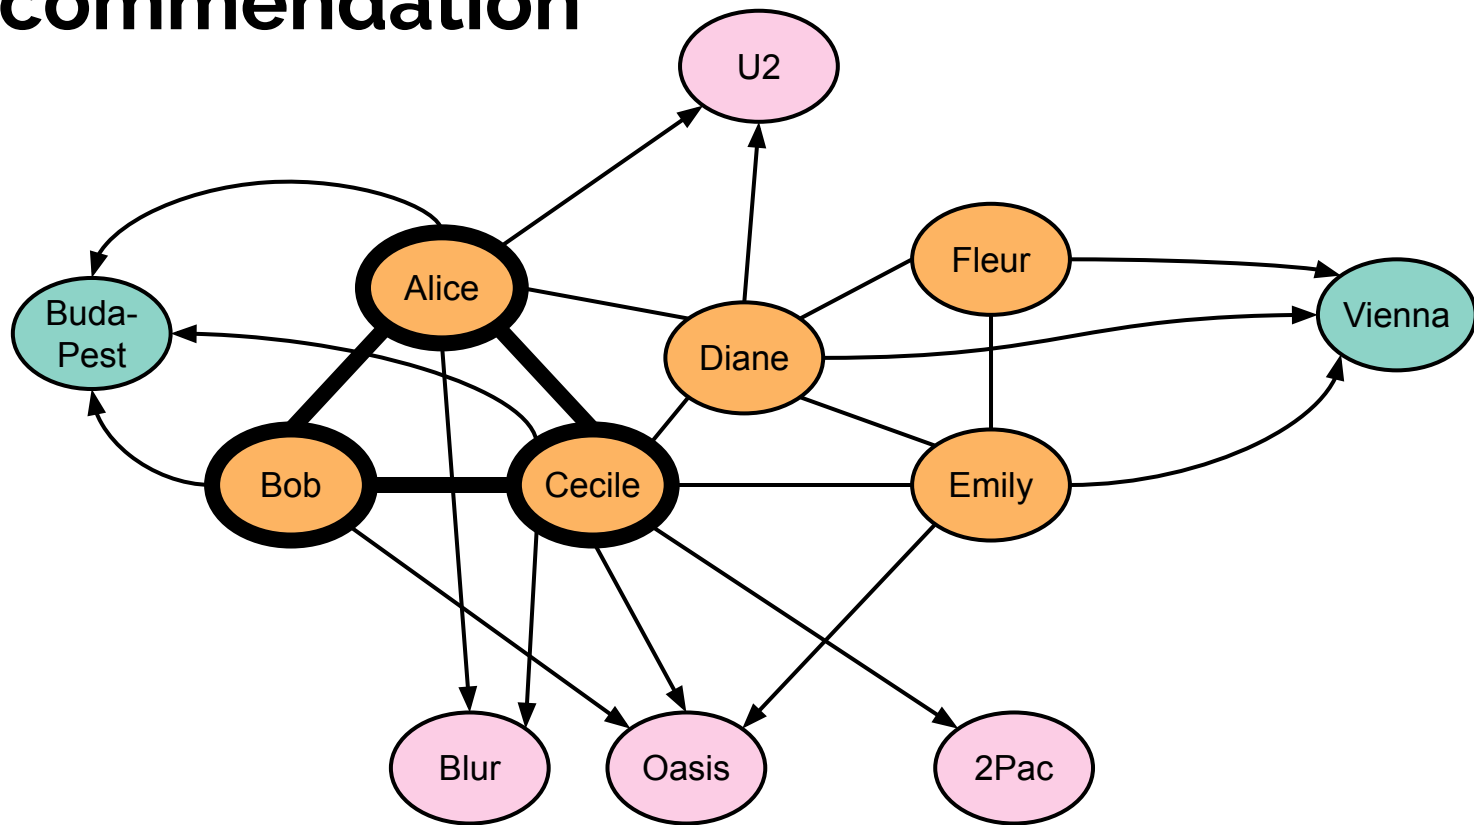 commendation
U2
Fleur
Alice
Buda-
Pest
Vienna
Diane
Bob
Cecile
Emily
Blur
Oasis
2Pac